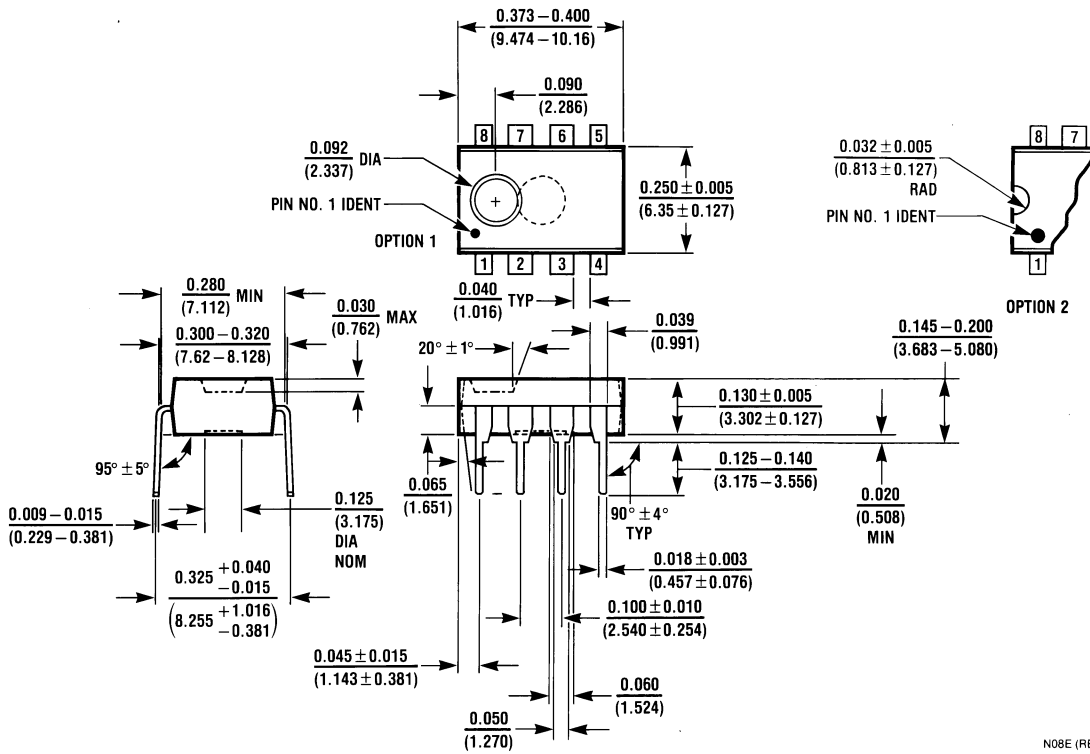 0.373 – 0.400
(9.474 – 10.16)
0.090
(2.286)
8 7 6 5
0.092 DIA
(2.337)
PIN NO. 1 IDENT
OPTION 1
1 2 3 4
0.250 ± 0.005
(6.35 ± 0.127)
0.032 ± 0.005
(0.813 ± 0.127)
RAD
PIN NO. 1 IDENT
8 7
1
OPTION 2
0.280 MIN
(7.112)
0.300 – 0.320
(7.62 – 8.128)
0.030 MAX
(0.762)
0.040 TYP
(1.016)
0.039
(0.991)
0.145 – 0.200
(3.683 – 5.080)
20° ± 1°
0.130 ± 0.005
(3.302 ± 0.127)
95° ± 5°
0.065
(1.651)
0.125 – 0.140
(3.175 – 3.556)
0.020
(0.508)
MIN
90° ± 4°
TYP
0.009 – 0.015
(0.229 – 0.381)
0.125
(3.175)
DIA
NOM
0.018 ± 0.003
(0.457 ± 0.076)
0.325 +0.040
–0.015
(8.255 +1.016
–0.381)
0.100 ± 0.010
(2.540 ± 0.254)
0.045 ± 0.015
(1.143 ± 0.381)
0.060
(1.524)
0.050
(1.270)
N08E (RE